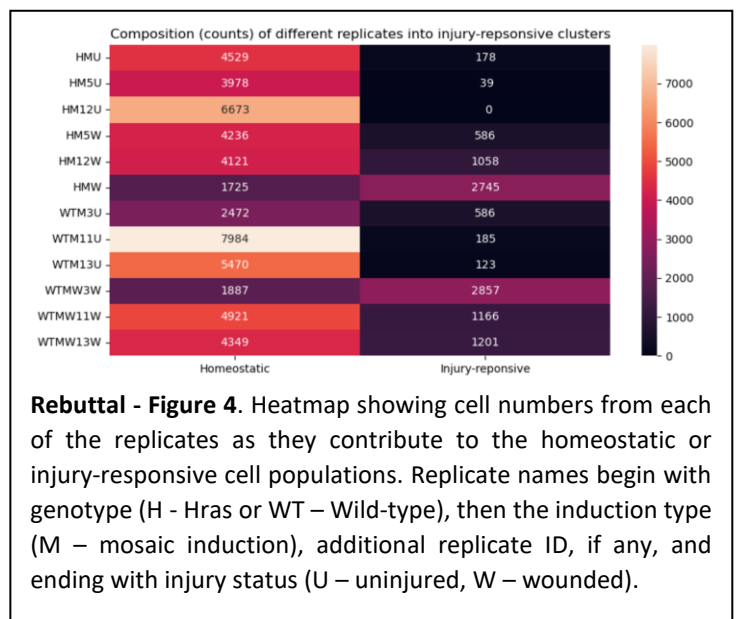 Composition (counts) of different replicates into injury-repsonsive clusters
HMU 4529 178
HM5U 3978 39
HM12U 6673 0
HM5W 4236 586
HM12W 4121 1058
HMW 1725 2745
WTM3U 2472 586
WTM11U 7984 185
WTM13U 5470 123
WTMW3W 1887 2857
WTMW11W 4921 1166
WTMW13W 4349 1201
Homeostatic Injury-reponsive
7000
6000
5000
4000
3000
2000
1000
0
Rebuttal - Figure 4. Heatmap showing cell numbers from each
of the replicates as they contribute to the homeostatic or
injury-responsive cell populations. Replicate names begin with
genotype (H - Hras or WT – Wild-type), then the induction type
(M – mosaic induction), additional replicate ID, if any, and
ending with injury status (U – uninjured, W – wounded).